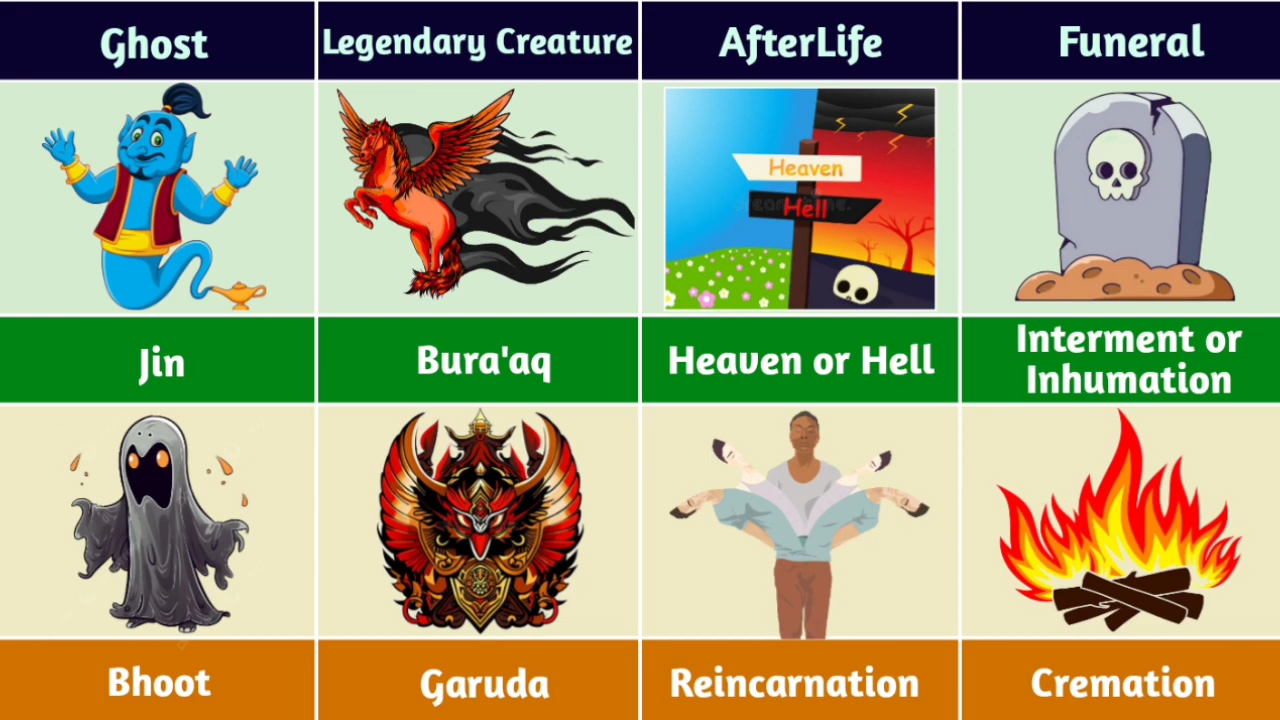 Ghost
Legendary Creature
AfterLife
Funeral
Heaven
Hell
Jin
Bura'aq
Heaven or Hell
Interment or
Inhumation
Bhoot
Garuda
Reincarnation
Cremation